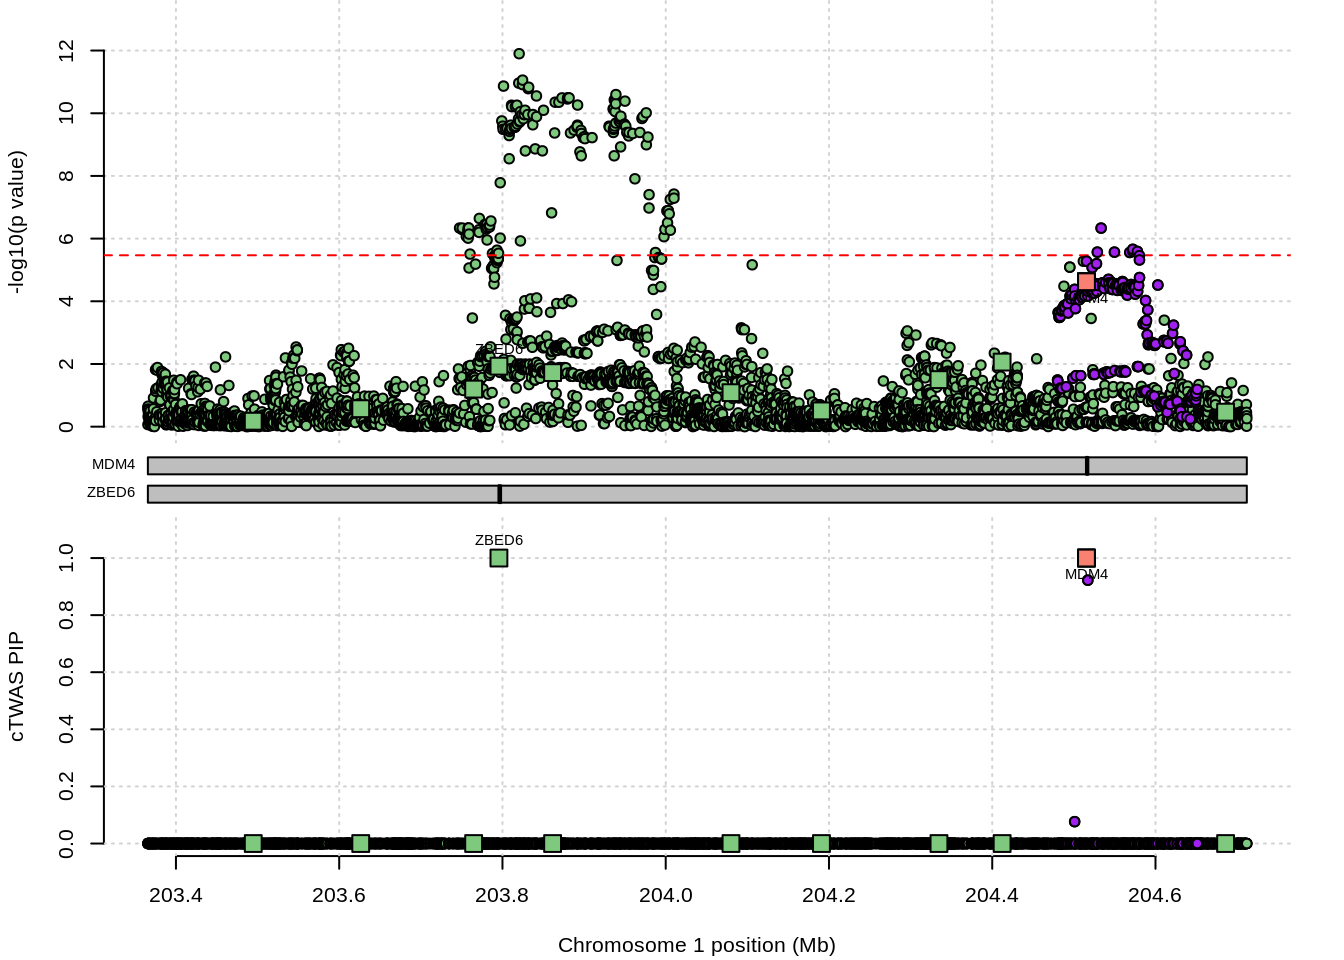 -log10(p value)
12
10
8
6
4
2
0
ZBED6
MDM4
MDM4
ZBED6
cTWAS PIP
1.0
0.8
0.6
0.4
0.2
0.0
ZBED6
MDM4
203.4 203.6 203.8 204.0 204.2 204.4 204.6
Chromosome 1 position (Mb)